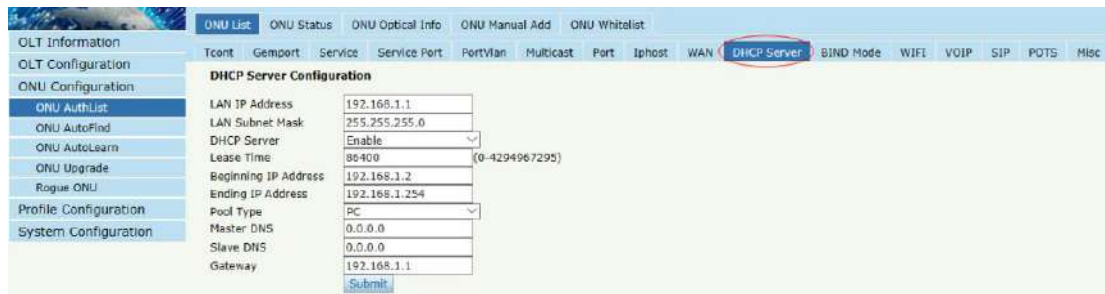 ONU List ONU Status ONU Optical Info ONU Manual Add ONU Whitelist
Tcont Gemport Service Service Port PortVlan Multicast Port Iphost WAN DHCP Server BIND Mode WIFI VOIP SIP POTS Misc
OLT Information
OLT Configuration
ONU Configuration
ONU AuthList
ONU AutoFind
ONU AutoLearn
ONU Upgrade
Rogue ONU
Profile Configuration
System Configuration
DHCP Server Configuration
LAN IP Address 192.168.1.1
LAN Subnet Mask 255.255.255.0
DHCP Server Enable
Lease Time 86400 (0-4294967295)
Beginning IP Address 192.168.1.2
Ending IP Address 192.168.1.254
Pool Type PC
Master DNS 0.0.0.0
Slave DNS 0.0.0.0
Gateway 192.168.1.1
Submit